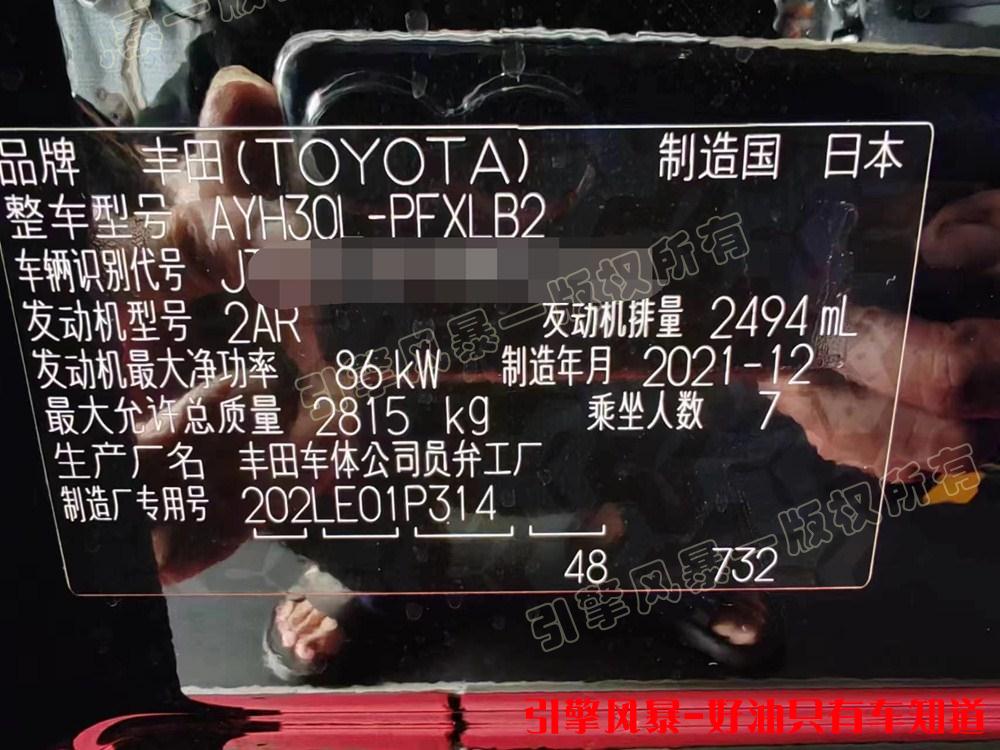 引擎风暴—版权所有
品牌 丰田(TOYOTA) 制造国 日本
整车型号 AYH30L-PFXLB2
车辆识别代号 J
发动机型号 2AR 发动机排量 2494 mL
发动机最大净功率 86 kW 制造年月 2021-12
最大允许总质量 2815 kg 乘坐人数 7
生产厂名 丰田车体公司员弁工厂
制造厂专用号 202LE01P314
48 732
引擎风暴—版权所有
引擎风暴—版权所有
引擎风暴-好油只有车知道